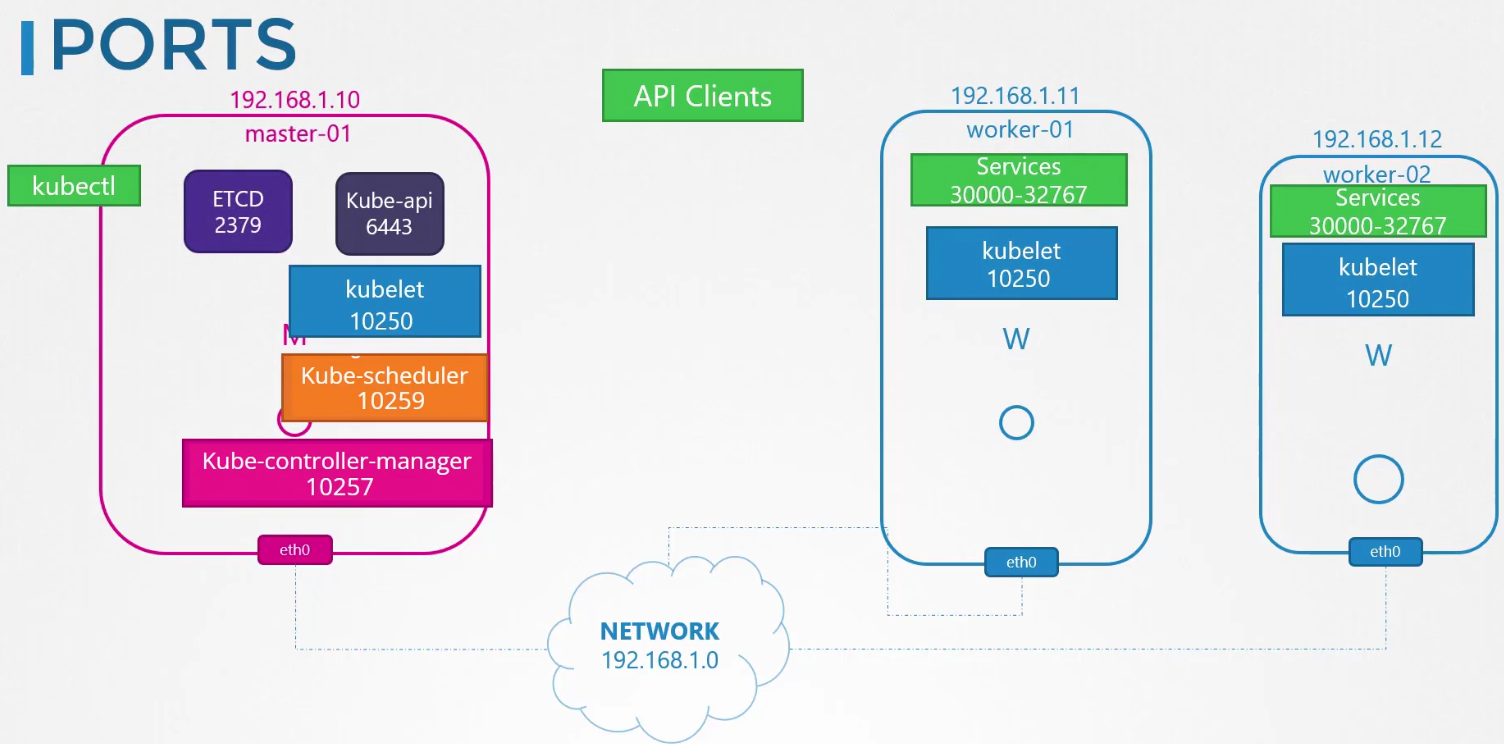 PORTS
192.168.1.10
master-01
kubectl
ETCD
2379
Kube-api
6443
kubelet
10250
M
Kube-scheduler
10259
Kube-controller-manager
10257
eth0
API Clients
192.168.1.11
worker-01
Services
30000-32767
kubelet
10250
W
eth0
192.168.1.12
worker-02
Services
30000-32767
kubelet
10250
W
eth0
NETWORK
192.168.1.0